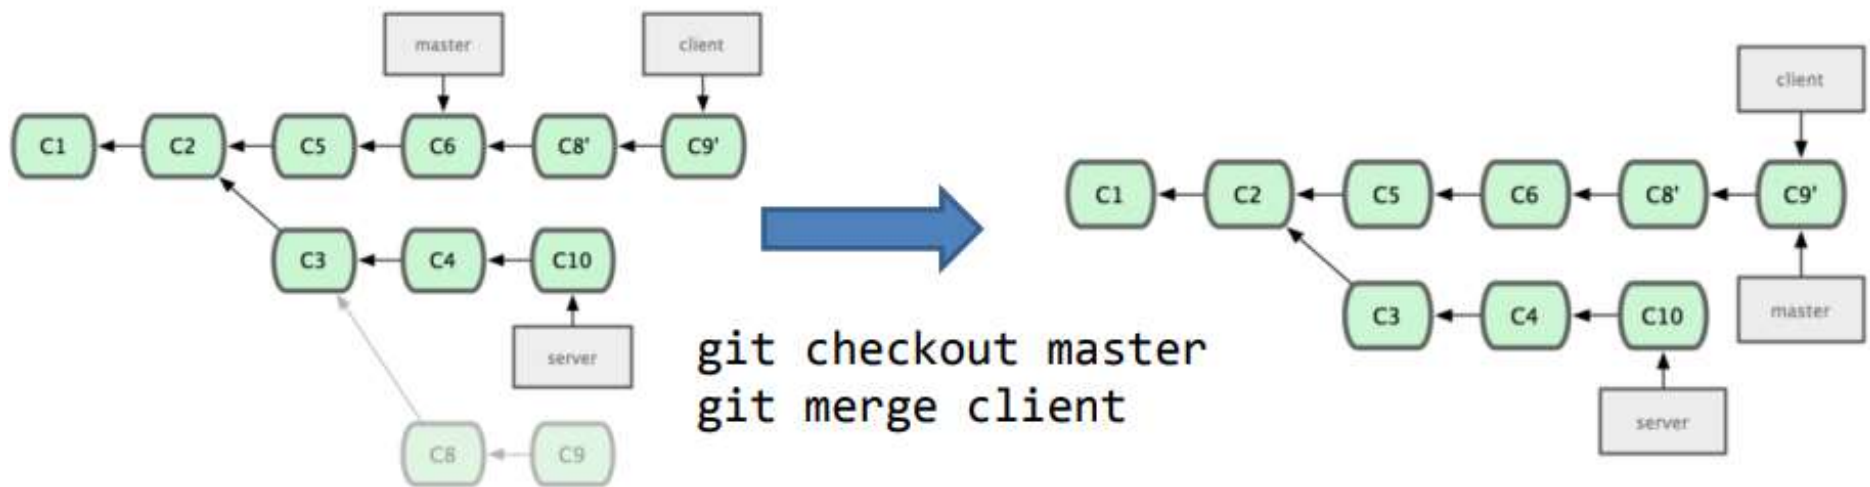 master
client
C1
C2
C5
C6
C8'
C9'
C3
C4
C10
server
C8
C9
git checkout master
git merge client
client
C1
C2
C5
C6
C8'
C9'
C3
C4
C10
master
server